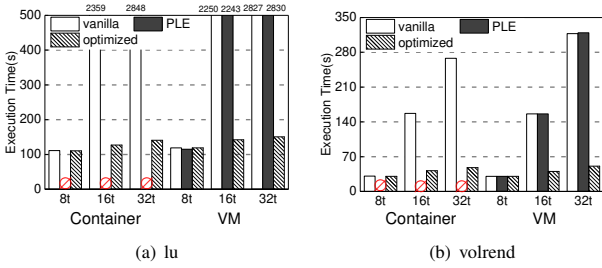 2359 2848 2250 2243 2827 2830
500
400
300
200
100
0
Execution Time(s)
vanilla PLE
optimized
8t 16t 32t 8t 16t 32t
Container VM
(a) lu
350
280
210
140
70
0
Execution Time(s)
vanilla PLE
optimized
8t 16t 32t 8t 16t 32t
Container VM
(b) volrend